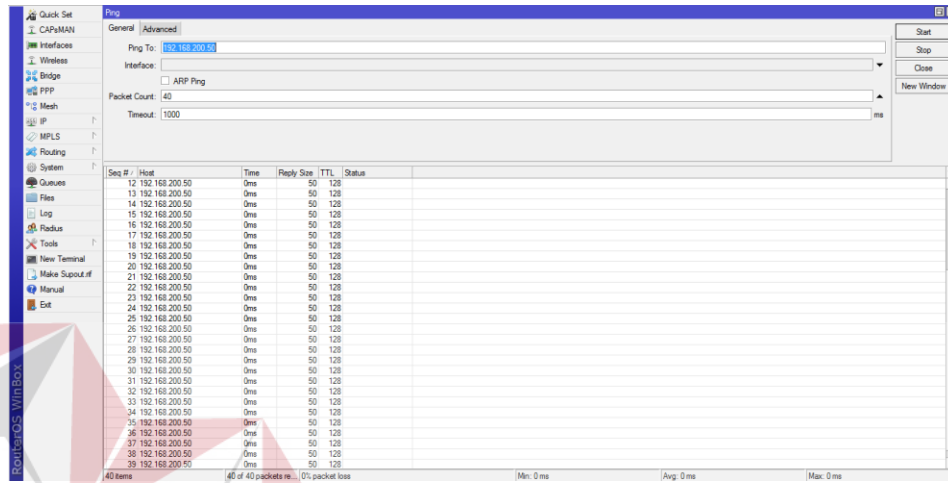 Quick Set
CAPsMAN
Interfaces
Wireless
Bridge
PPP
Mesh
IP
MPLS
Routing
System
Queues
Files
Log
Radius
Tools
New Terminal
Make Supout.rif
Manual
Exit
RouterOS WinBox
Ping
General Advanced
Ping To: 192.168.200.50
Interface:
ARP Ping
Packet Count: 40
Timeout: 1000 ms
Start
Stop
Close
New Window
Seq # Host Time Reply Size TTL Status
12 192.168.200.50 0ms 50 128
13 192.168.200.50 0ms 50 128
14 192.168.200.50 0ms 50 128
15 192.168.200.50 0ms 50 128
16 192.168.200.50 0ms 50 128
17 192.168.200.50 0ms 50 128
18 192.168.200.50 0ms 50 128
19 192.168.200.50 0ms 50 128
20 192.168.200.50 0ms 50 128
21 192.168.200.50 0ms 50 128
22 192.168.200.50 0ms 50 128
23 192.168.200.50 0ms 50 128
24 192.168.200.50 0ms 50 128
25 192.168.200.50 0ms 50 128
26 192.168.200.50 0ms 50 128
27 192.168.200.50 0ms 50 128
28 192.168.200.50 0ms 50 128
29 192.168.200.50 0ms 50 128
30 192.168.200.50 0ms 50 128
31 192.168.200.50 0ms 50 128
32 192.168.200.50 0ms 50 128
33 192.168.200.50 0ms 50 128
34 192.168.200.50 0ms 50 128
35 192.168.200.50 0ms 50 128
36 192.168.200.50 0ms 50 128
37 192.168.200.50 0ms 50 128
38 192.168.200.50 0ms 50 128
39 192.168.200.50 0ms 50 128
40 items 40 of 40 packets re... 0% packet loss Min: 0 ms Avg: 0 ms Max: 0 ms